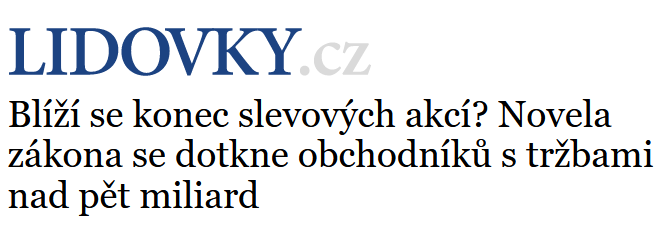 LIDOVKY.cz
Blíží se konec slevových akcí? Novela
zákona se dotkne obchodníků s tržbami
nad pět miliard